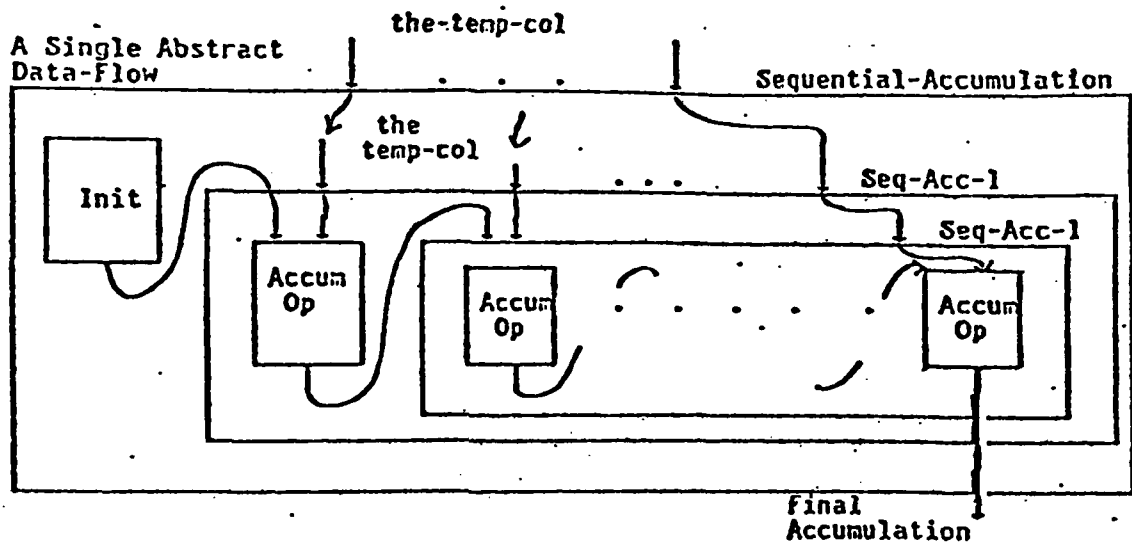 the-temp-col
A Single Abstract
Data-Flow
Sequential-Accumulation
the
temp-col
Seq-Acc-1
Init
Seq-Acc-1
Accum
Op
Accum
Op
Accum
Op
Final
Accumulation